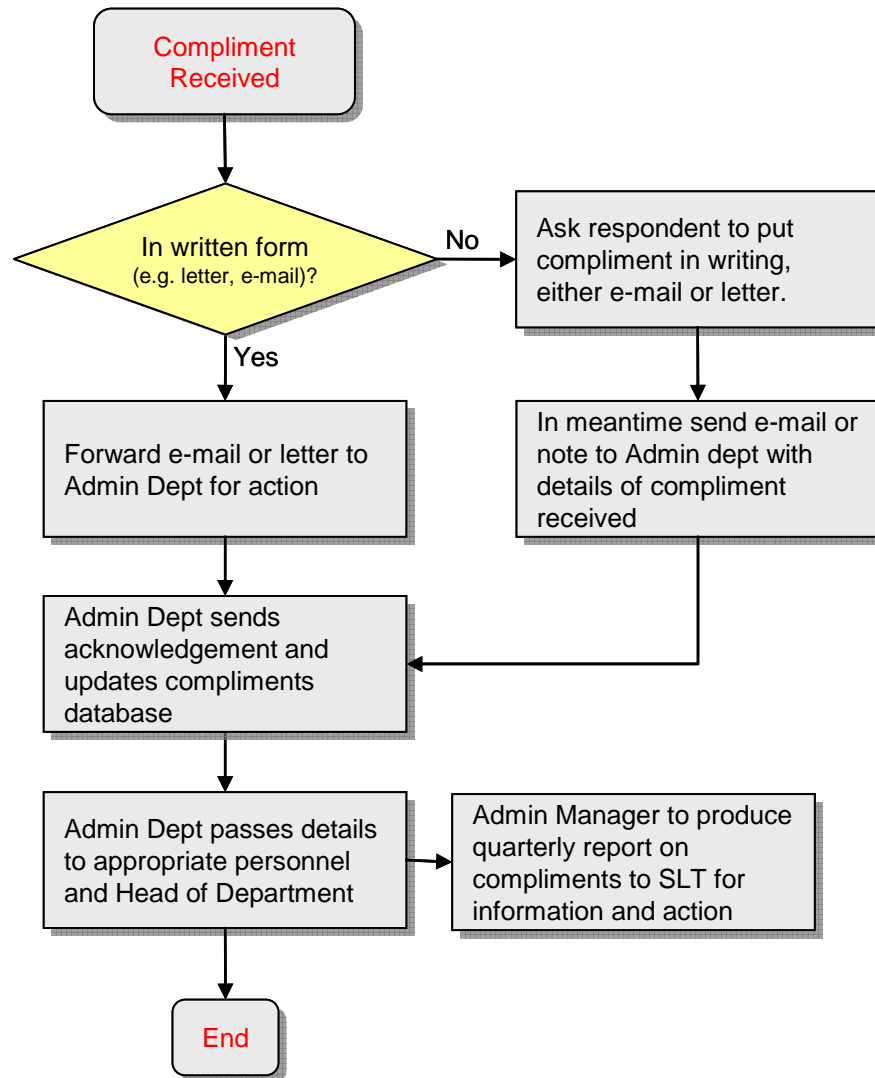 Compliment
Received
In written form
(e.g. letter, e-mail)?
No
Ask respondent to put
compliment in writing,
either e-mail or letter.
Yes
Forward e-mail or letter to
Admin Dept for action
In meantime send e-mail or
note to Admin dept with
details of compliment
received
Admin Dept sends
acknowledgement and
updates compliments
database
Admin Dept passes details
to appropriate personnel
and Head of Department
Admin Manager to produce
quarterly report on
compliments to SLT for
information and action
End